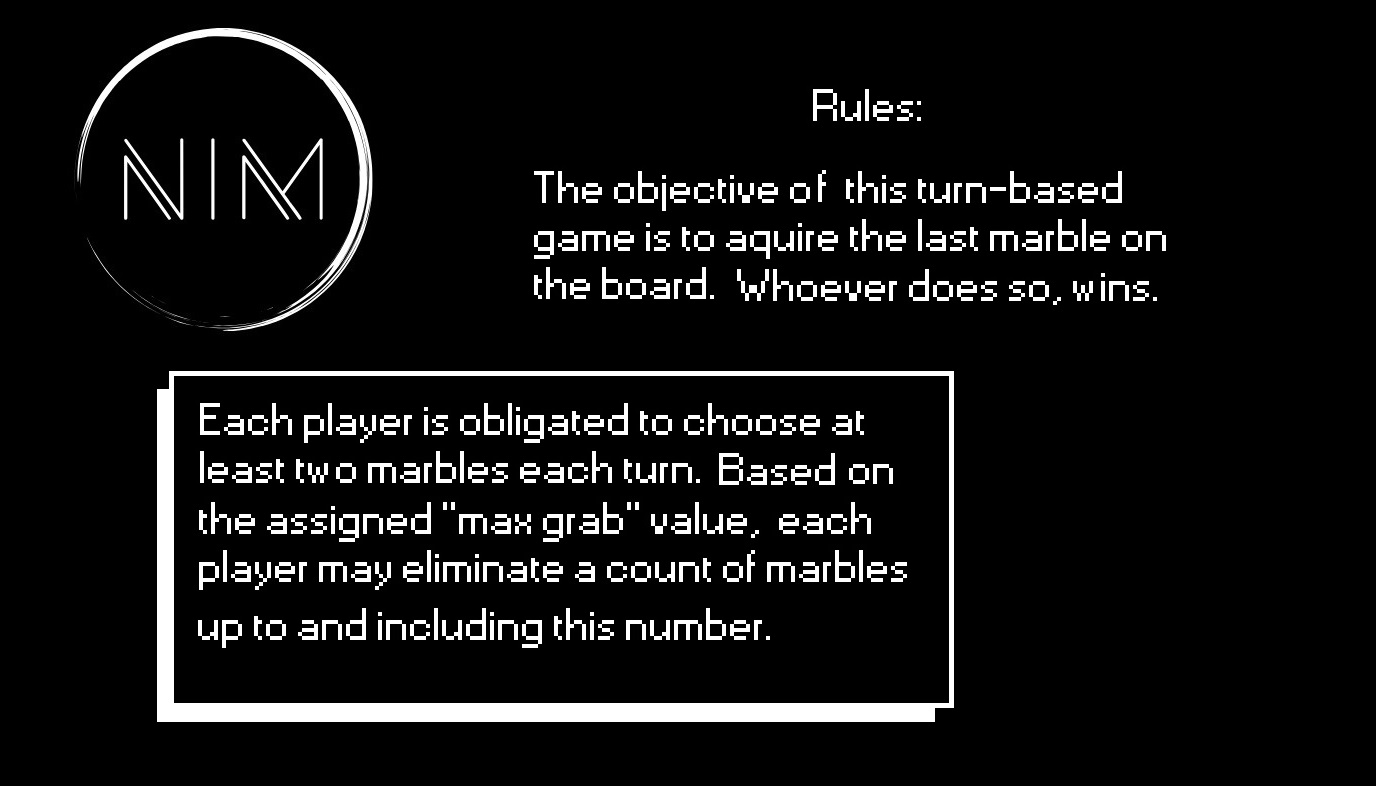 NIM
Rules:
The objective of this turn-based
game is to aquire the last marble on
the board. Whoever does so, wins.
Each player is obligated to choose at
least two marbles each turn. Based on
the assigned "max grab" value, each
player may eliminate a count of marbles
up to and including this number.